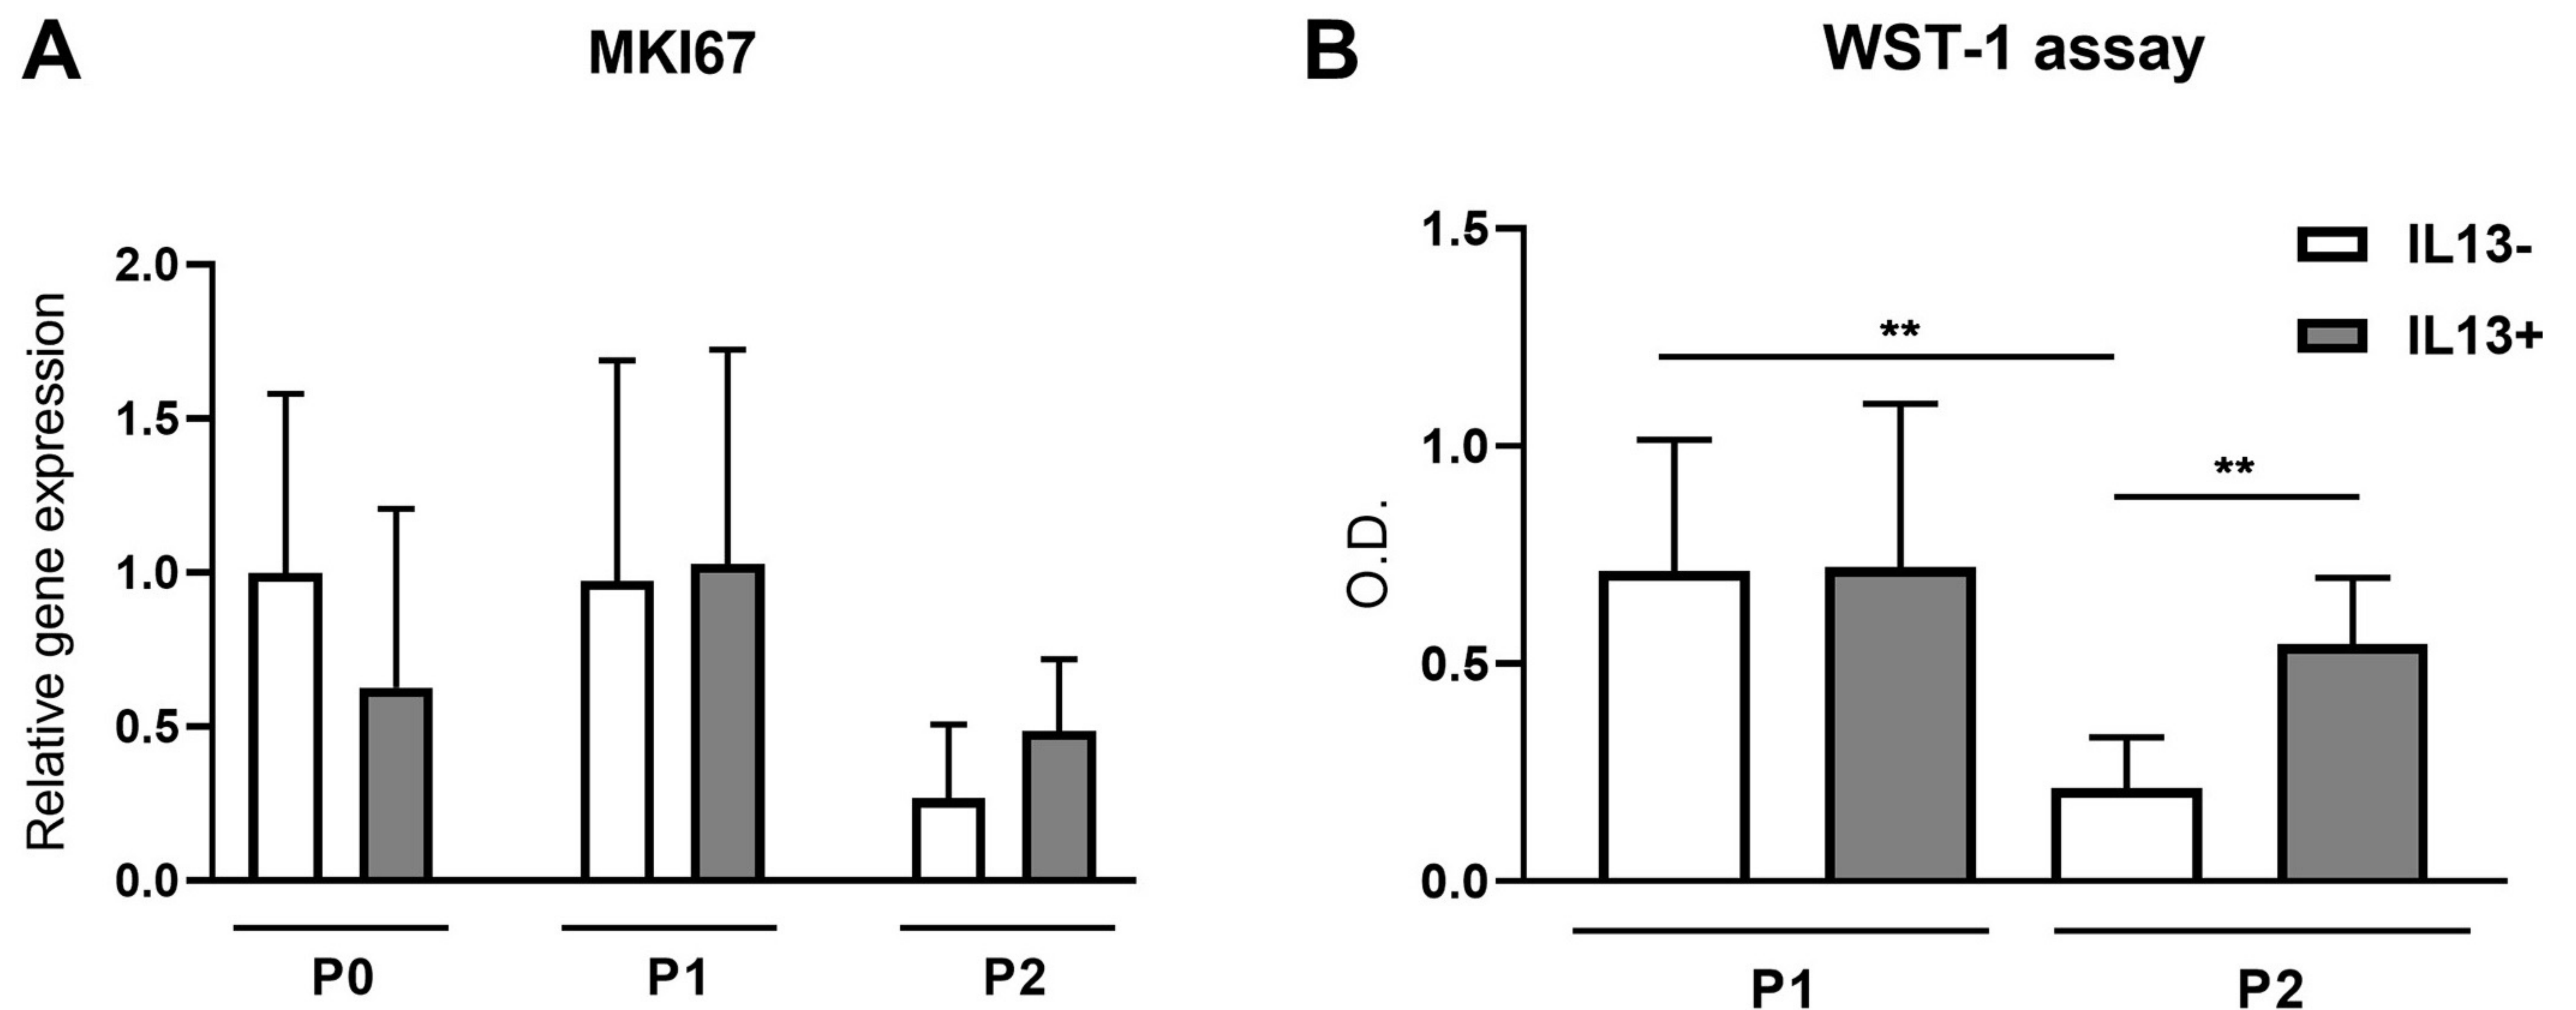 A
MKI67
Relative gene expression
2.0
1.5
1.0
0.5
0.0
P0
P1
P2
B
WST-1 assay
O.D.
1.5
1.0
0.5
0.0
**
**
IL13-
IL13+
P1
P2